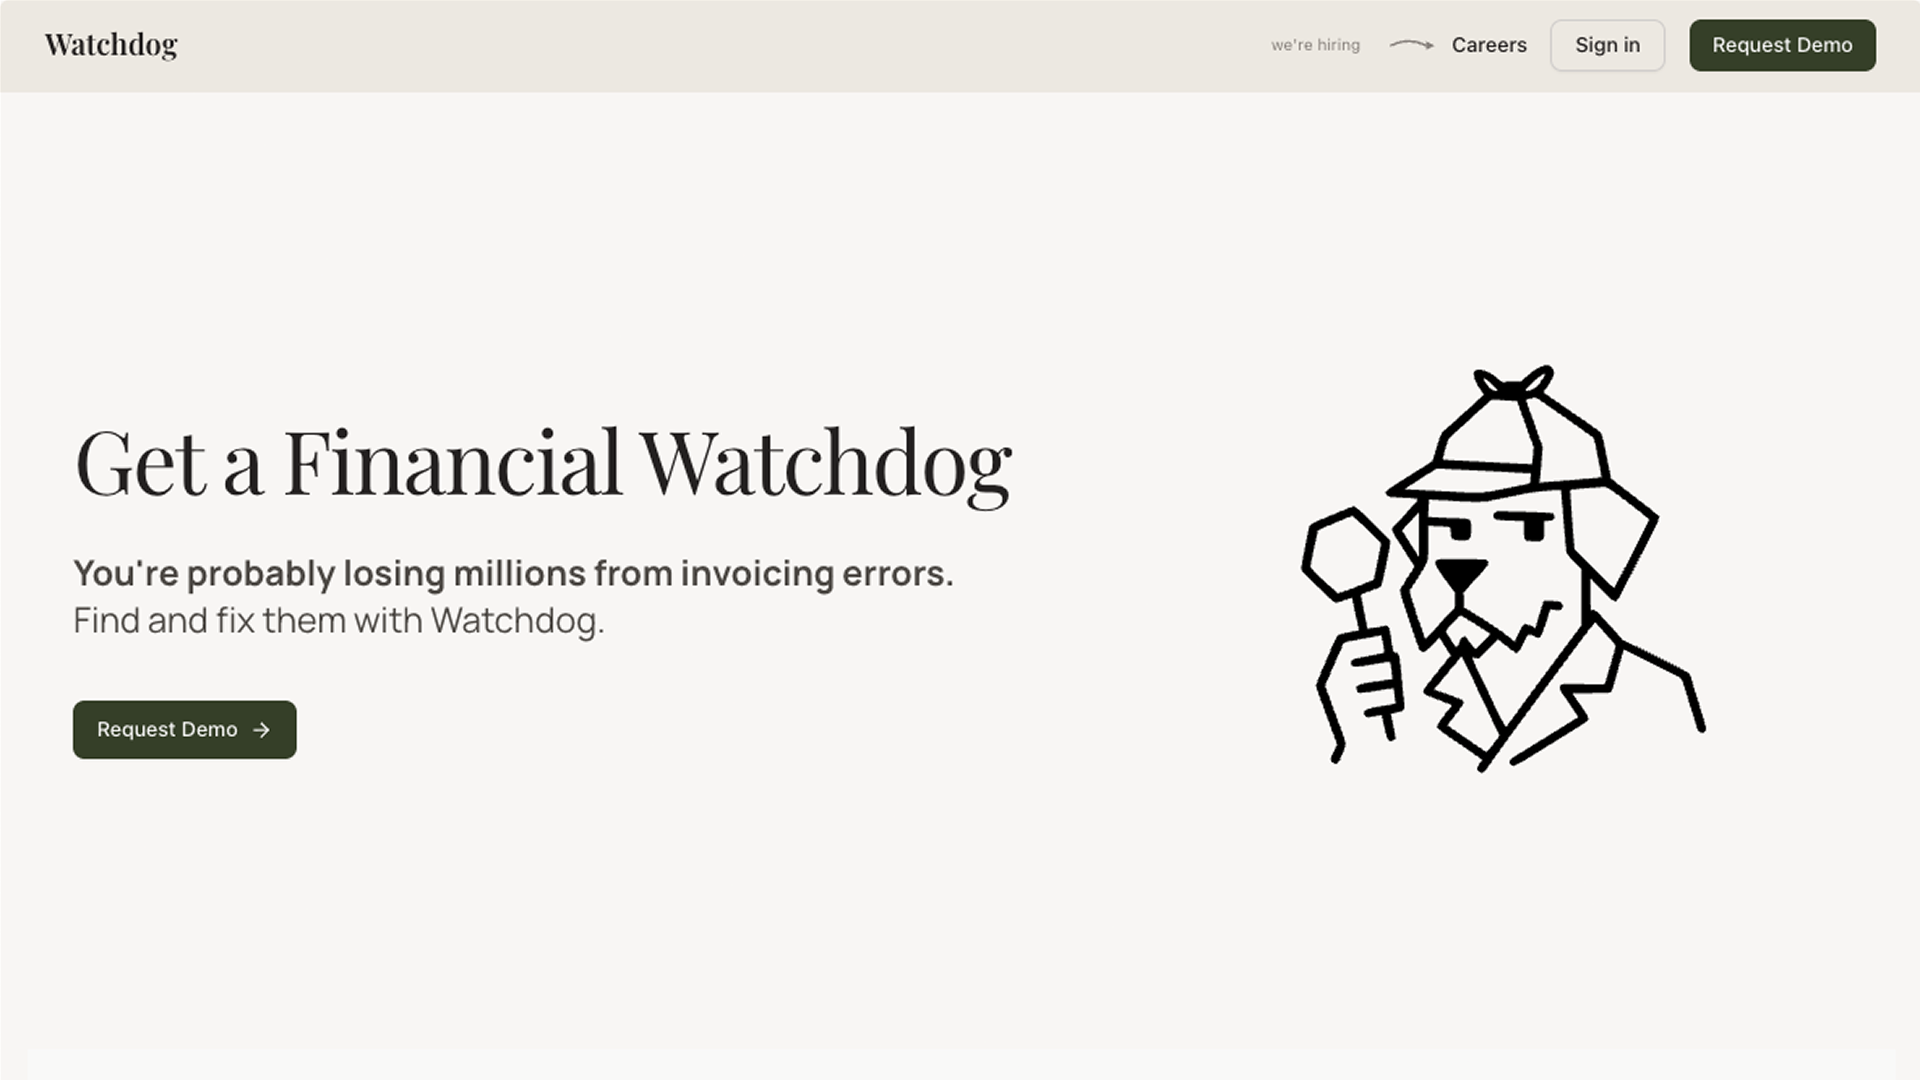 Watchdog
we're hiring
Careers
Sign in
Request Demo
Get a Financial Watchdog
You're probably losing millions from invoicing errors.
Find and fix them with Watchdog.
Request Demo